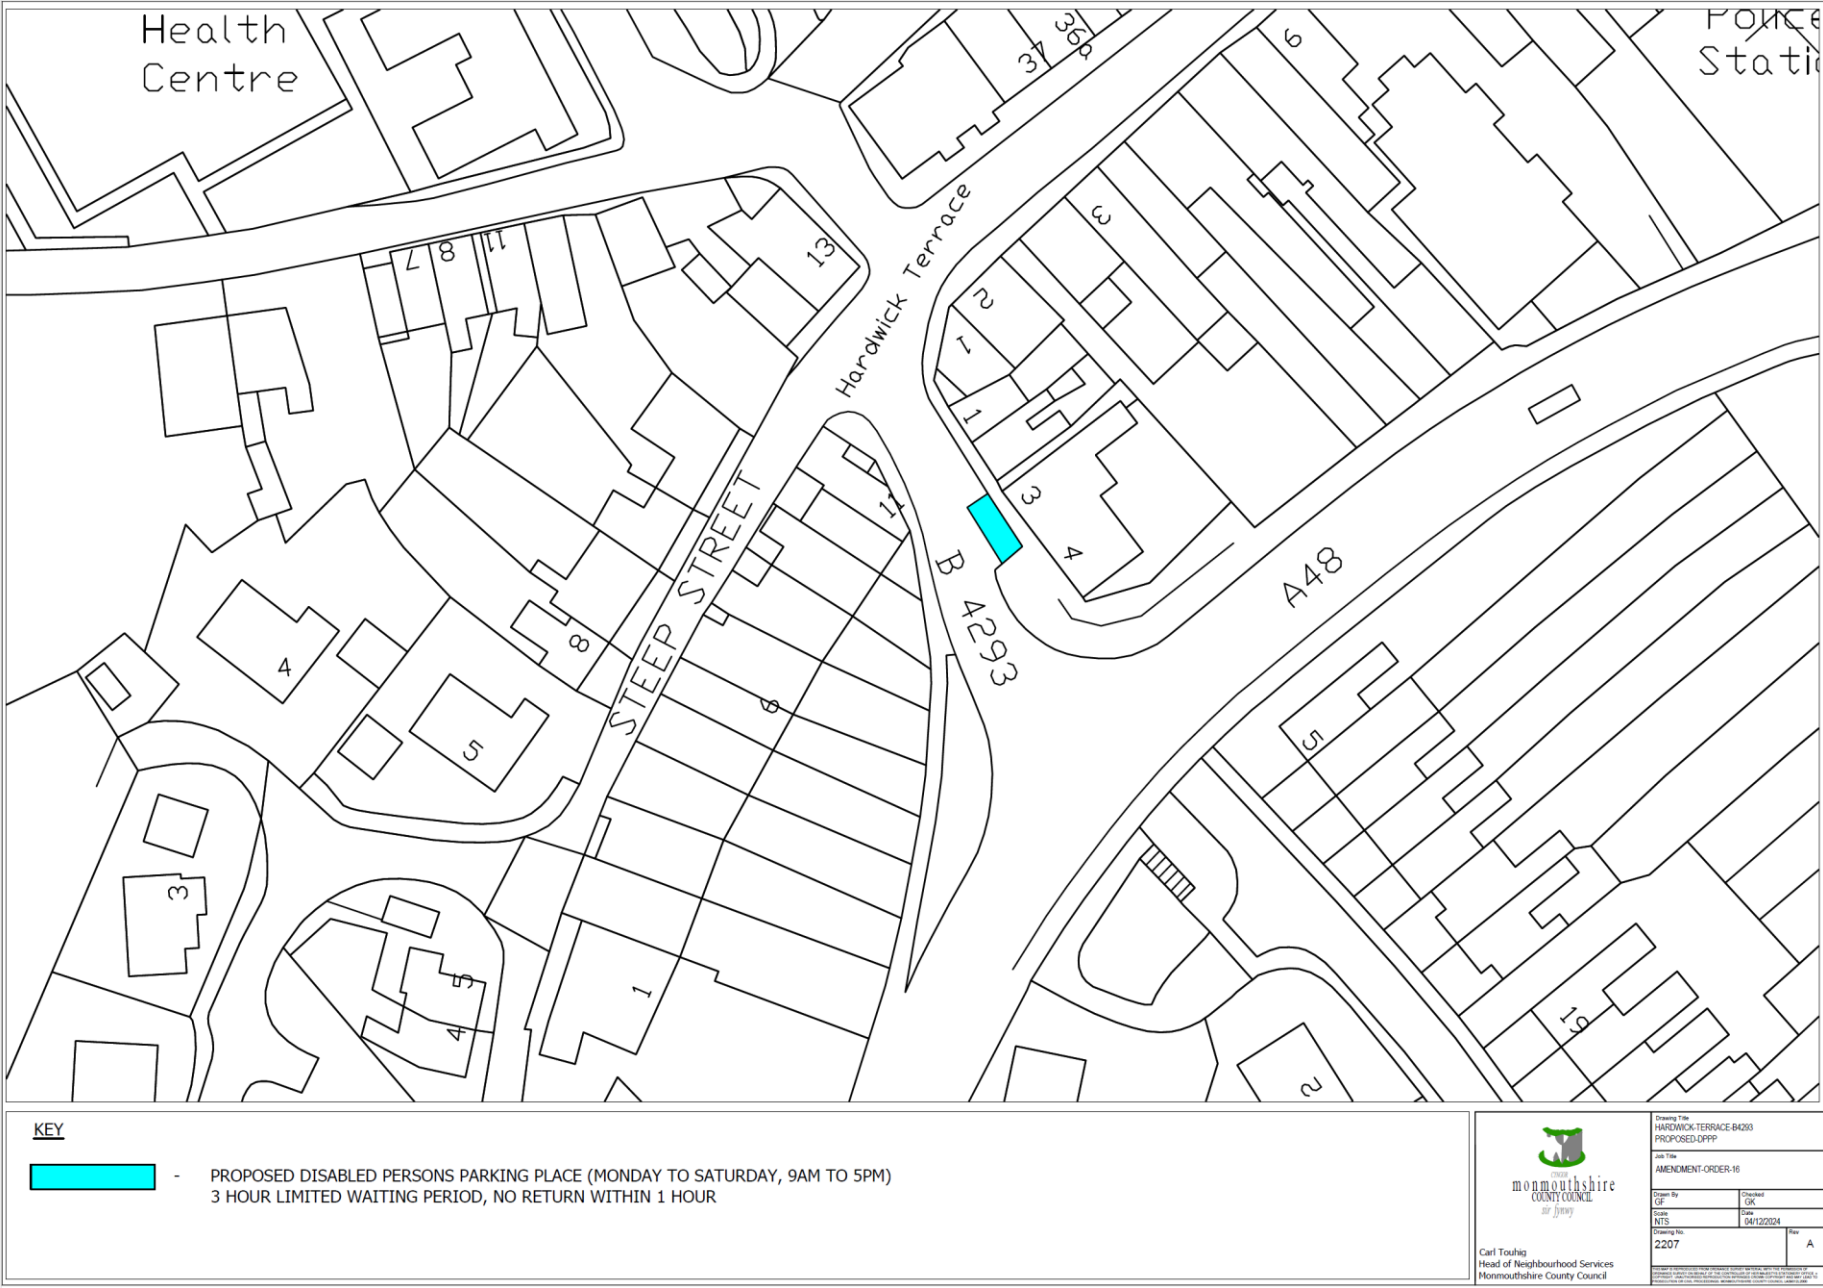 Health
Centre
Police
Statio
37
39a
9
3
13
Hardwick Terrace
7
8
11
2
1
1
3
4
11
STEEP STREET
B 4293
A48
8
6
4
5
5
3
5
4
1
19
2
KEY
- PROPOSED DISABLED PERSONS PARKING PLACE (MONDAY TO SATURDAY, 9AM TO 5PM)
3 HOUR LIMITED WAITING PERIOD, NO RETURN WITHIN 1 HOUR
monmouthshire
COUNTY COUNCIL
sir fynwy
Carl Touhig
Head of Neighbourhood Services
Monmouthshire County Council
Drawing Title
HARDWICK-TERRACE-B4293
PROPOSED-DPPP
Job Title
AMENDMENT-ORDER-16
Drawn By
GF
Checked
GK
Scale
NTS
Date
04/12/2024
Drawing No.
2207
Rev
A